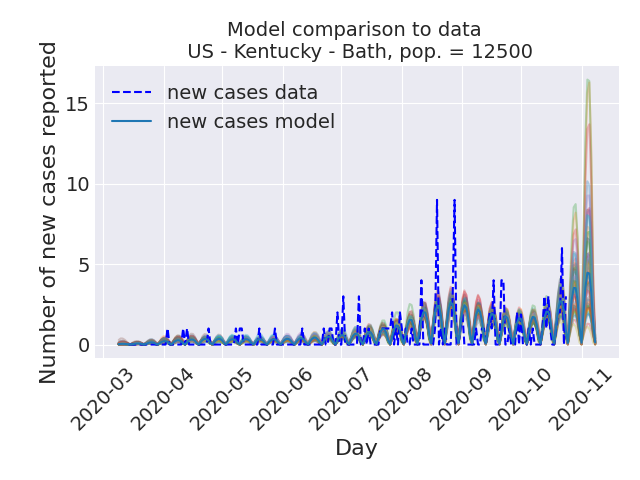 Model comparison to data
US - Kentucky - Bath, pop. = 12500
Number of new cases reported
new cases data
new cases model
15
10
5
0
2020-03
2020-04
2020-05
2020-06
2020-07
2020-08
2020-09
2020-10
2020-11
Day